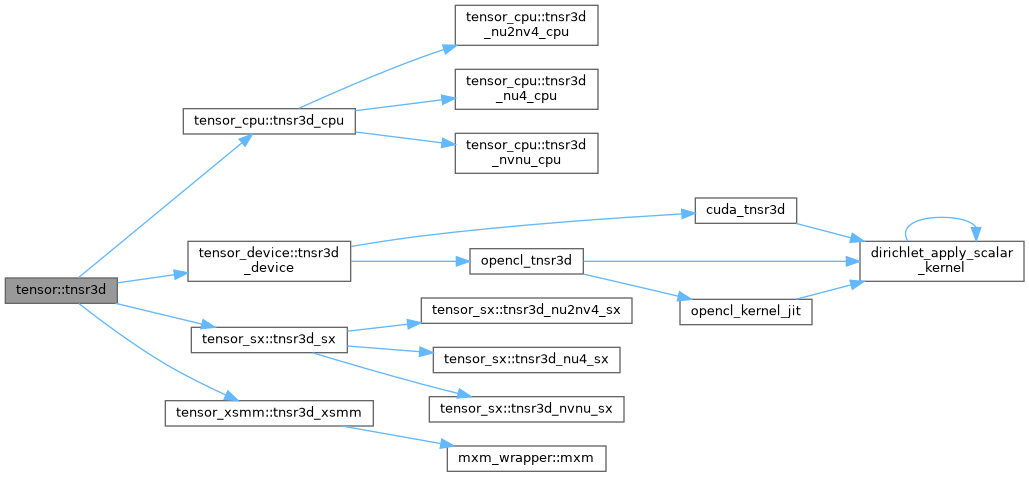 tensor_cpu::tnsr3d
_nu2nv4_cpu
tensor_cpu::tnsr3d
_nu4_cpu
tensor_cpu::tnsr3d_cpu
tensor_cpu::tnsr3d
_nvnu_cpu
cuda_tnsr3d
tensor_device::tnsr3d
_device
opencl_tnsr3d
dirichlet_apply_scalar
_kernel
tensor::tnsr3d
opencl_kernel_jit
tensor_sx::tnsr3d_nu2nv4_sx
tensor_sx::tnsr3d_sx
tensor_sx::tnsr3d_nu4_sx
tensor_sx::tnsr3d_nvnu_sx
tensor_xsmm::tnsr3d_xsmm
mxm_wrapper::mxm